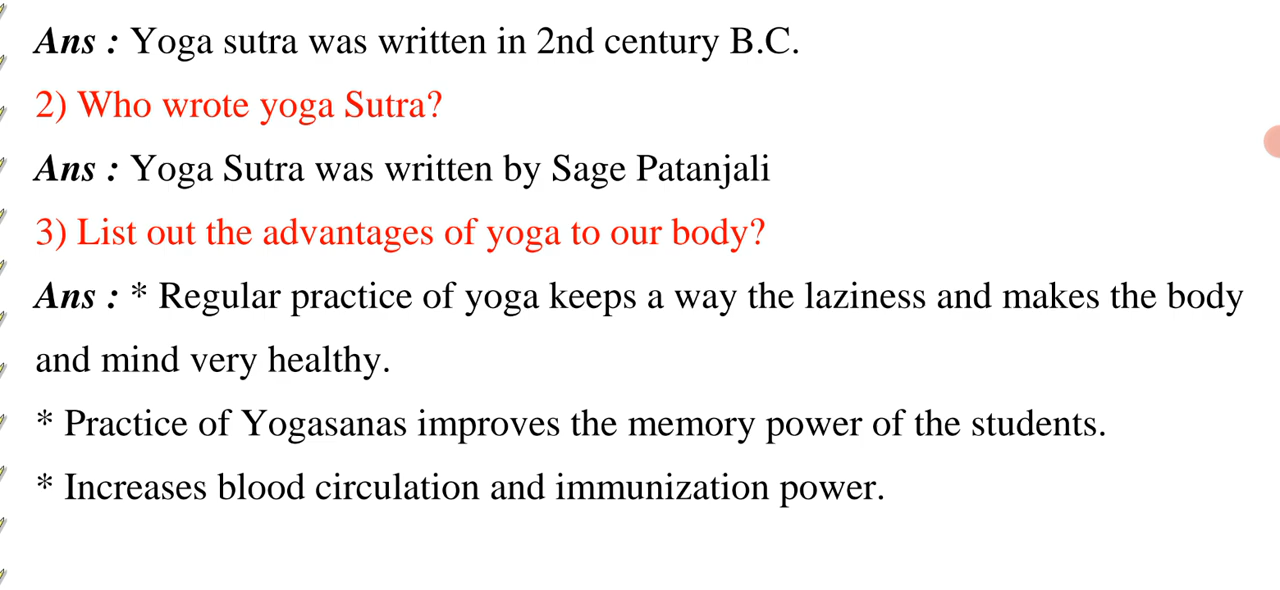 Ans : Yoga sutra was written in 2nd century B.C.
2) Who wrote yoga Sutra?
Ans : Yoga Sutra was written by Sage Patanjali
3) List out the advantages of yoga to our body?
Ans : * Regular practice of yoga keeps a way the laziness and makes the body
and mind very healthy.
* Practice of Yogasanas improves the memory power of the students.
* Increases blood circulation and immunization power.